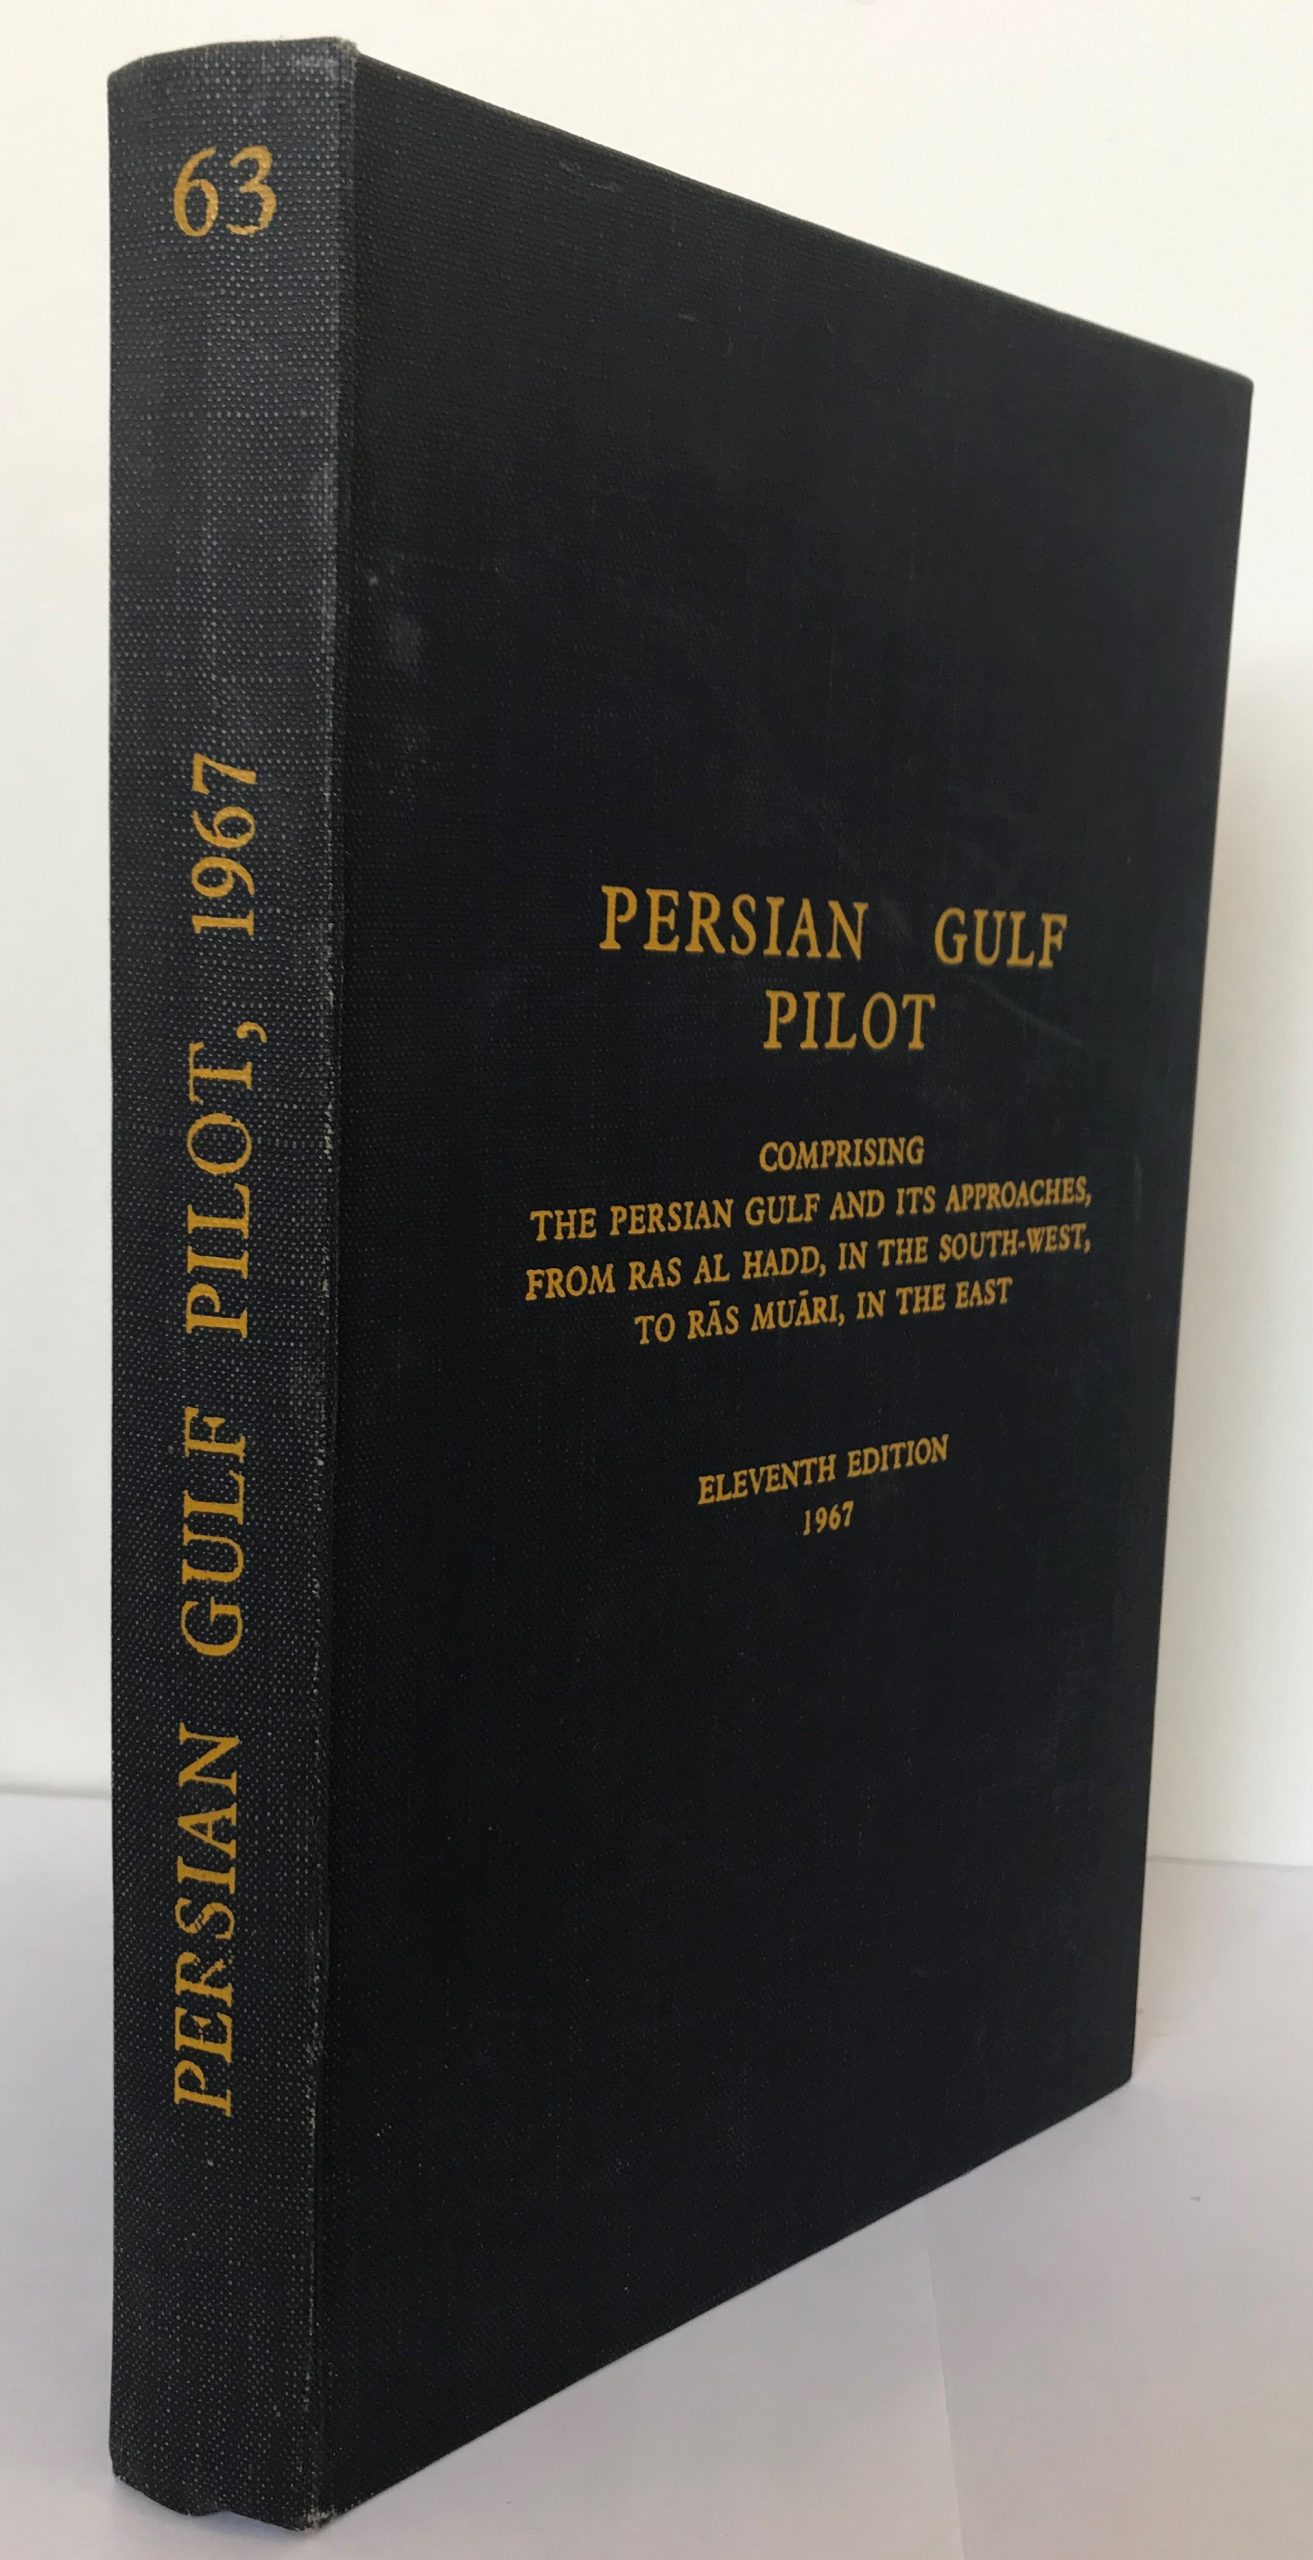 63
PERSIAN GULF PILOT, 1967
PERSIAN GULF
PILOT
COMPRISING
THE PERSIAN GULF AND ITS APPROACHES,
FROM RAS AL HADD, IN THE SOUTH-WEST,
TO RĀS MUĀRI, IN THE EAST
ELEVENTH EDITION
1967